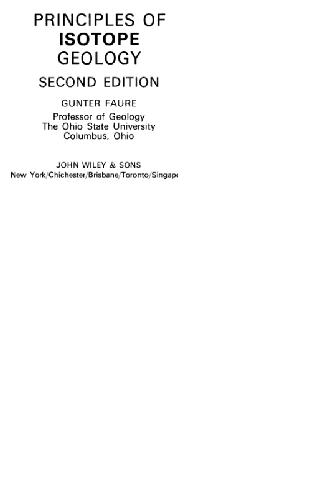 PRINCIPLES OF
ISOTOPE
GEOLOGY
SECOND EDITION
GUNTER FAURE
Professor of Geology
The Ohio State University
Columbus, Ohio
JOHN WILEY & SONS
New York/Chichester/Brisbane/Toronto/Singap